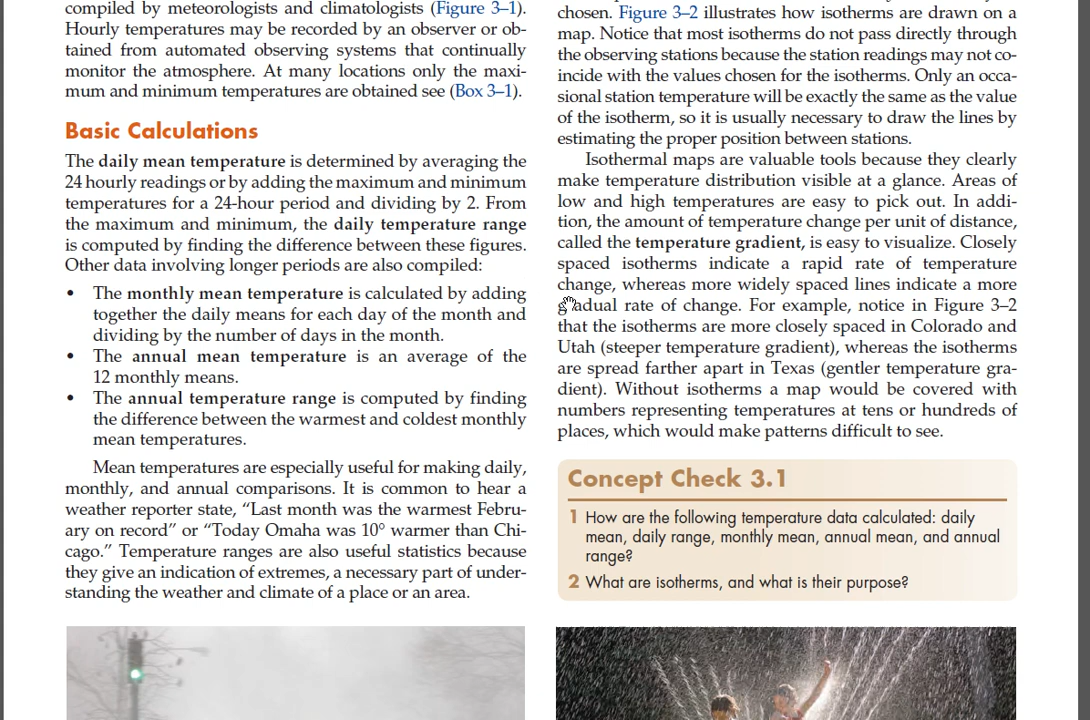 compiled by meteorologists and climatologists (Figure 3–1).
Hourly temperatures may be recorded by an observer or ob-
tained from automated observing systems that continually
monitor the atmosphere. At many locations only the maxi-
mum and minimum temperatures are obtained see (Box 3–1).
Basic Calculations
The daily mean temperature is determined by averaging the
24 hourly readings or by adding the maximum and minimum
temperatures for a 24-hour period and dividing by 2. From
the maximum and minimum, the daily temperature range
is computed by finding the difference between these figures.
Other data involving longer periods are also compiled:
• The monthly mean temperature is calculated by adding
together the daily means for each day of the month and
dividing by the number of days in the month.
• The annual mean temperature is an average of the
12 monthly means.
• The annual temperature range is computed by finding
the difference between the warmest and coldest monthly
mean temperatures.
Mean temperatures are especially useful for making daily,
monthly, and annual comparisons. It is common to hear a
weather reporter state, “Last month was the warmest Febru-
ary on record” or “Today Omaha was 10° warmer than Chi-
cago.” Temperature ranges are also useful statistics because
they give an indication of extremes, a necessary part of under-
standing the weather and climate of a place or an area.
chosen. Figure 3–2 illustrates how isotherms are drawn on a
map. Notice that most isotherms do not pass directly through
the observing stations because the station readings may not co-
incide with the values chosen for the isotherms. Only an occa-
sional station temperature will be exactly the same as the value
of the isotherm, so it is usually necessary to draw the lines by
estimating the proper position between stations.
Isothermal maps are valuable tools because they clearly
make temperature distribution visible at a glance. Areas of
low and high temperatures are easy to pick out. In addi-
tion, the amount of temperature change per unit of distance,
called the temperature gradient, is easy to visualize. Closely
spaced isotherms indicate a rapid rate of temperature
change, whereas more widely spaced lines indicate a more
gradual rate of change. For example, notice in Figure 3–2
that the isotherms are more closely spaced in Colorado and
Utah (steeper temperature gradient), whereas the isotherms
are spread farther apart in Texas (gentler temperature gra-
dient). Without isotherms a map would be covered with
numbers representing temperatures at tens or hundreds of
places, which would make patterns difficult to see.
Concept Check 3.1
1 How are the following temperature data calculated: daily
mean, daily range, monthly mean, annual mean, and annual
range?
2 What are isotherms, and what is their purpose?